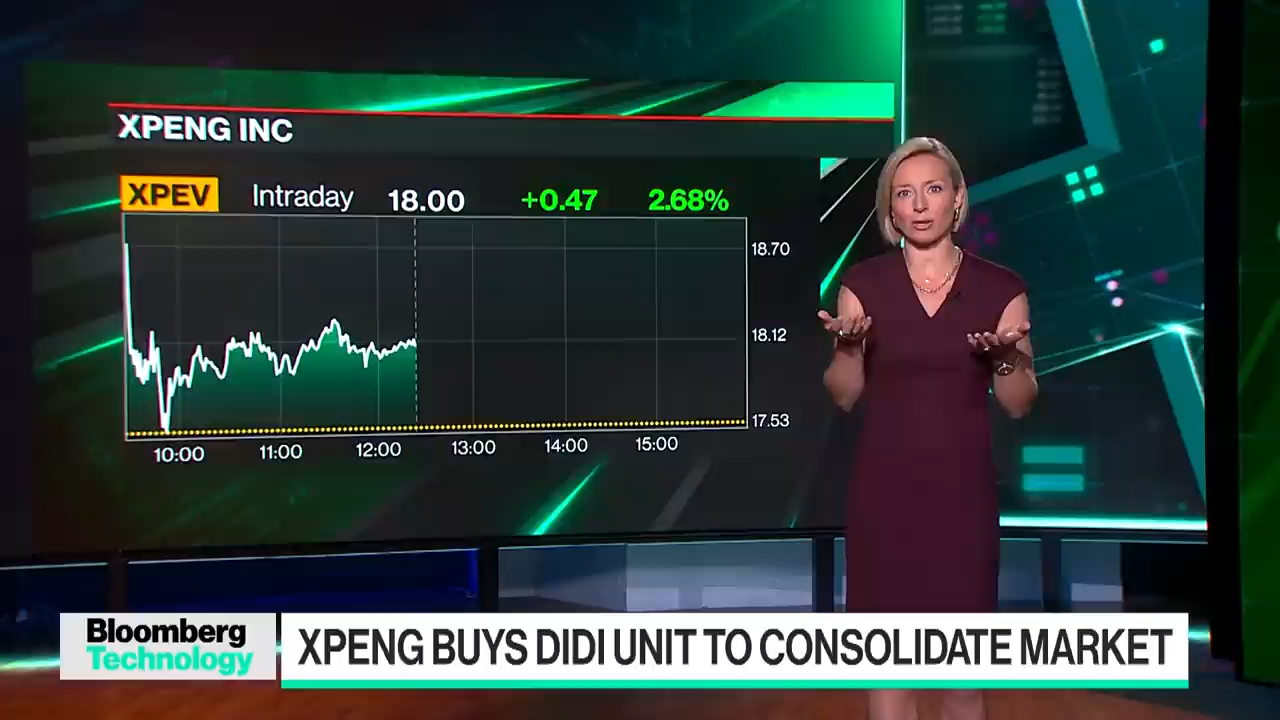 XPENG INC
XPEV Intraday 18.00 +0.47 2.68%
18.70
18.12
17.53
10:00 11:00 12:00 13:00 14:00 15:00
Bloomberg
Technology
XPENG BUYS DIDI UNIT TO CONSOLIDATE MARKET